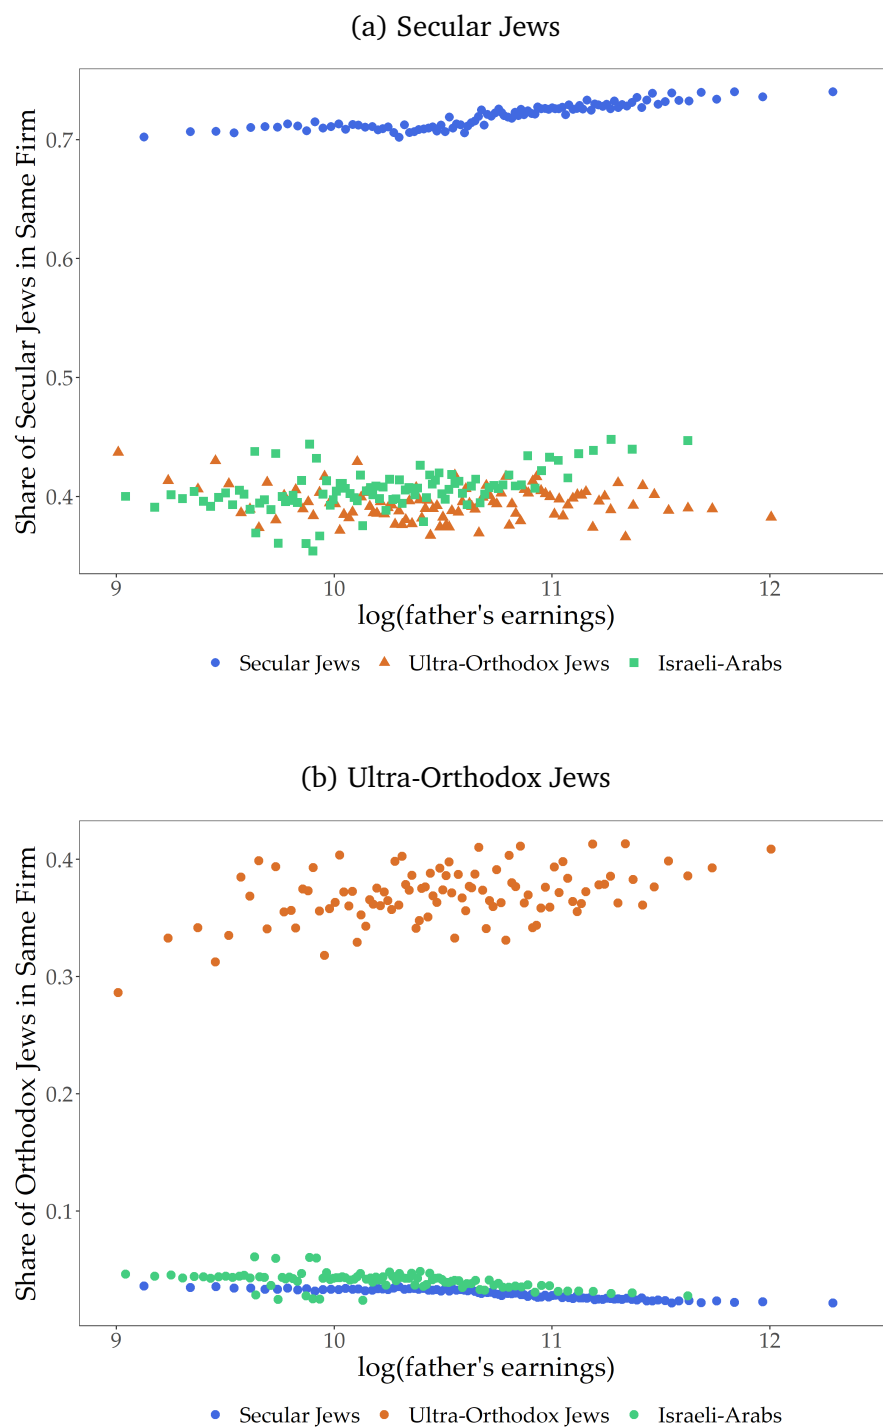 (a) Secular Jews
Share of Secular Jews in Same Firm
0.7
0.6
0.5
0.4
9 10 11 12
log(father's earnings)
Secular Jews Ultra-Orthodox Jews Israeli-Arabs
(b) Ultra-Orthodox Jews
Share of Orthodox Jews in Same Firm
0.4
0.3
0.2
0.1
9 10 11 12
log(father's earnings)
Secular Jews Ultra-Orthodox Jews Israeli-Arabs